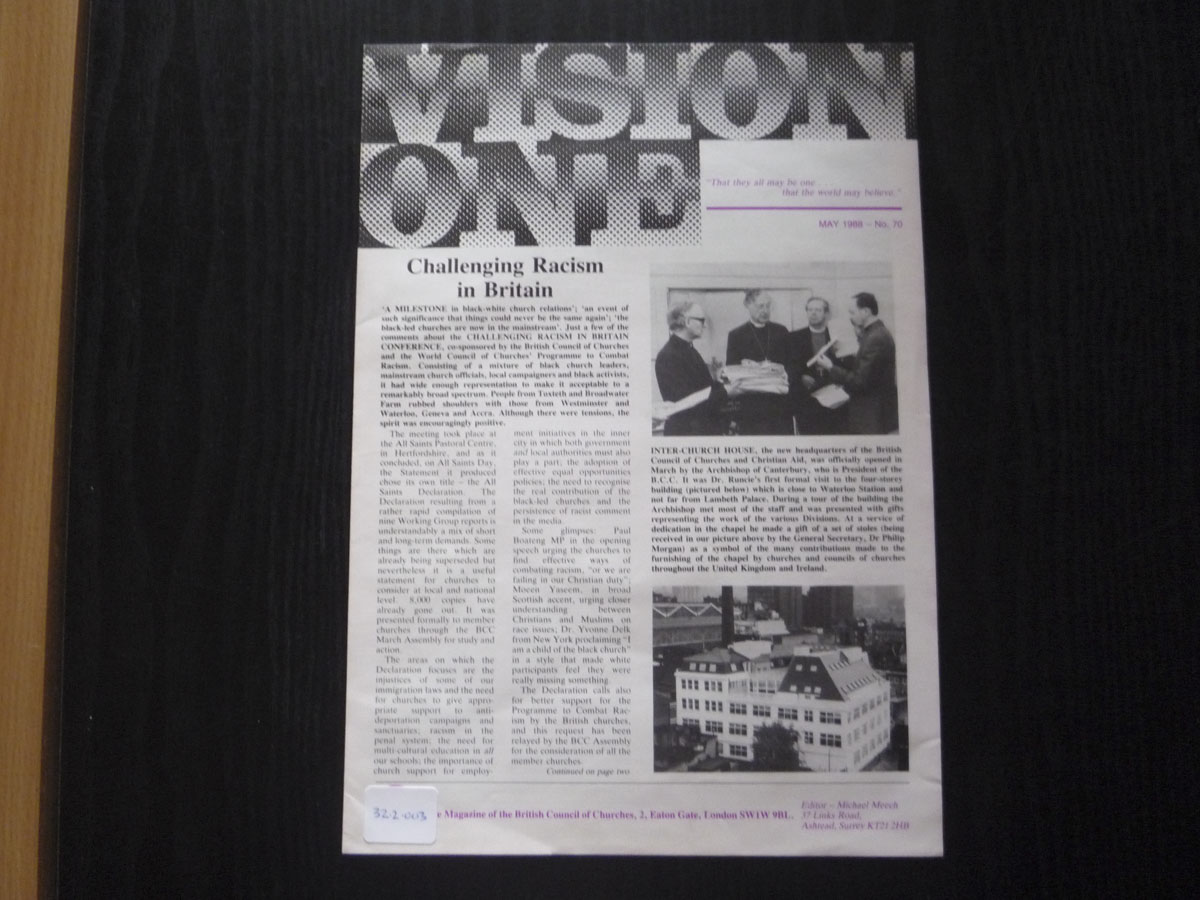 VISION
ONE
"That they all may be one . . .
that the world may believe."
MAY 1988 – No. 70
Challenging Racism
in Britain
'A MILESTONE in black-white church relations'; 'an event of
such significance that things could never be the same again'; 'the
black-led churches are now in the mainstream'. Just a few of the
comments about the CHALLENGING RACISM IN BRITAIN
CONFERENCE, co-sponsored by the British Council of Churches
and the World Council of Churches' Programme to Combat
Racism. Consisting of a mixture of black church leaders,
mainstream church officials, local campaigners and black activists,
it had wide enough representation to make it acceptable to a
remarkably broad spectrum. People from Toxteth and Broadwater
Farm rubbed shoulders with those from Westminster and
Waterloo, Geneva and Accra. Although there were tensions, the
spirit was encouragingly positive.
The meeting took place at
the All Saints Pastoral Centre,
in Hertfordshire, and as it
concluded, on All Saints Day,
the Statement it produced
chose its own title – the All
Saints Declaration. The
Declaration resulting from a
rather rapid compilation of
nine Working Group reports is
understandably a mix of short
and long-term demands. Some
things are there which are
already being superseded but
nevertheless it is a useful
statement for churches to
consider at local and national
level. 8,000 copies have
already gone out. It was
presented formally to member
churches through the BCC
March Assembly for study and
action.
The areas on which the
Declaration focuses are the
injustices of some of our
immigration laws and the need
for churches to give appro-
priate support to anti-
deportation campaigns and
sanctuaries; racism in the
penal system; the need for
multi-cultural education in all
our schools; the importance of
church support for employ-
ment initiatives in the inner
city in which both government
and local authorities must also
play a part; the adoption of
effective equal opportunities
policies; the need to recognise
the real contribution of the
black-led churches and the
persistence of racist comment
in the media.
Some glimpses: Paul
Boateng MP in the opening
speech urging the churches to
find effective ways of
combating racism, "or we are
failing in our Christian duty";
Moeen Yaseem, in broad
Scottish accent, urging closer
understanding between
Christians and Muslims on
race issues; Dr. Yvonne Delk
from New York proclaiming "I
am a child of the black church"
in a style that made white
participants feel they were
really missing something.
The Declaration calls also
for better support for the
Programme to Combat Rac-
ism by the British churches,
and this request has been
relayed by the BCC Assembly
for the consideration of all the
member churches.
Continued on page two
INTER-CHURCH HOUSE, the new headquarters of the British
Council of Churches and Christian Aid, was officially opened in
March by the Archbishop of Canterbury, who is President of the
B.C.C. It was Dr. Runcie's first formal visit to the four-storey
building (pictured below) which is close to Waterloo Station and
not far from Lambeth Palace. During a tour of the building the
Archbishop met most of the staff and was presented with gifts
representing the work of the various Divisions. At a service of
dedication in the chapel he made a gift of a set of stoles (being
received in our picture above by the General Secretary, Dr Philip
Morgan) as a symbol of the many contributions made to the
furnishing of the chapel by churches and councils of churches
throughout the United Kingdom and Ireland.
32-2-003
e Magazine of the British Council of Churches, 2, Eaton Gate, London SW1W 9BL.
Editor – Michael Meech
37 Links Road,
Ashtead, Surrey KT21 2HB